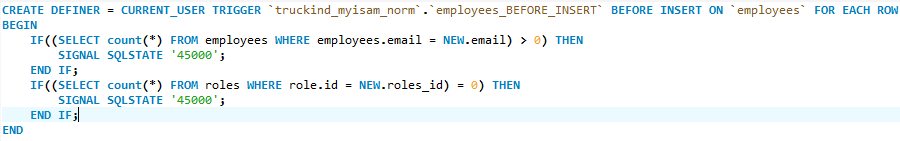 CREATE DEFINER = CURRENT_USER TRIGGER `truckind_myisam_norm`.`employees_BEFORE_INSERT` BEFORE INSERT ON `employees` FOR EACH ROW
BEGIN
    IF((SELECT count(*) FROM employees WHERE employees.email = NEW.email) > 0) THEN
        SIGNAL SQLSTATE '45000';
    END IF;
    IF((SELECT count(*) FROM roles WHERE role.id = NEW.roles_id) = 0) THEN
        SIGNAL SQLSTATE '45000';
    END IF;
END